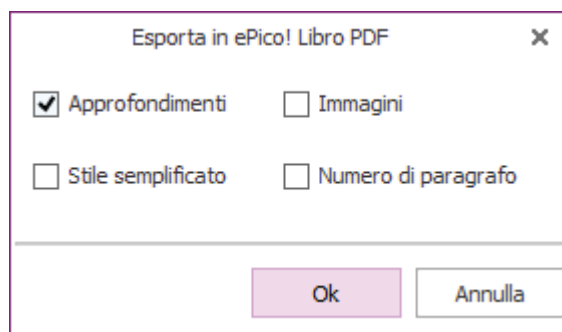 Esporta in ePico! Libro PDF
Approfondimenti Immagini
Stile semplificato Numero di paragrafo
Ok Annulla